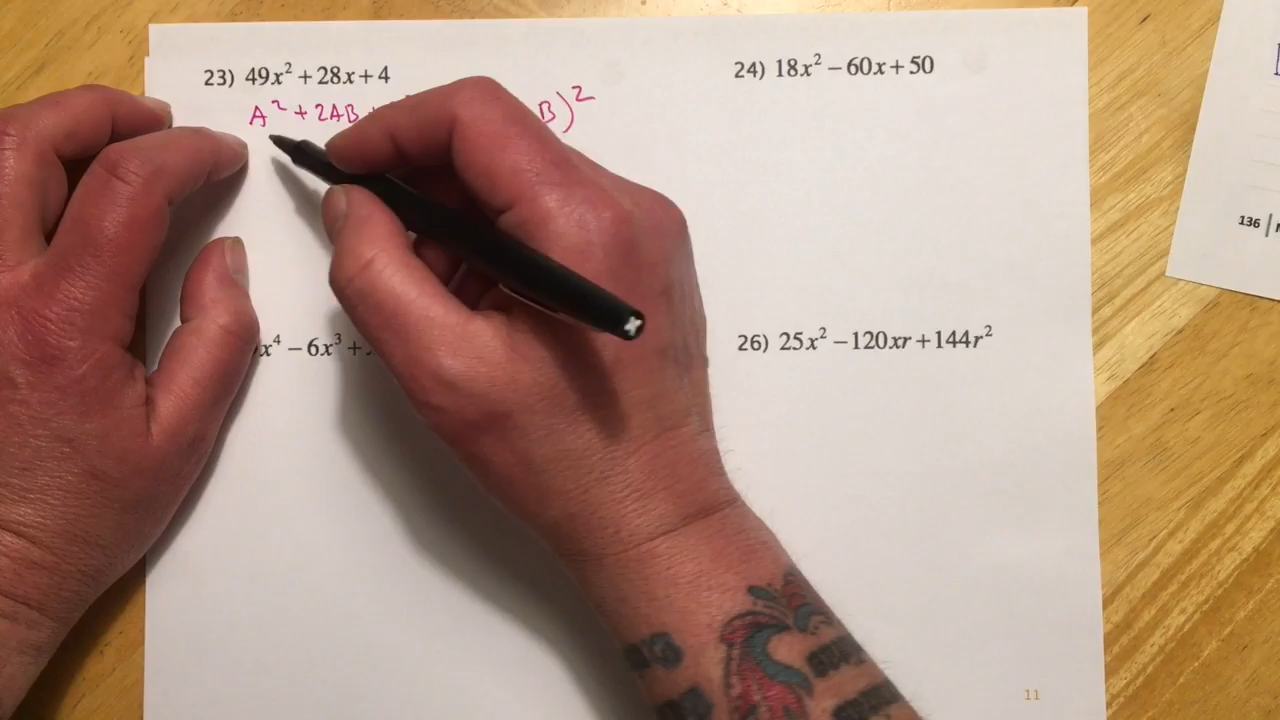 23) 49x² + 28x + 4
24) 18x² − 60x + 50
A² + 2AB B)²
x⁴ − 6x³ +
26) 25x² − 120xr + 144r²
136
11